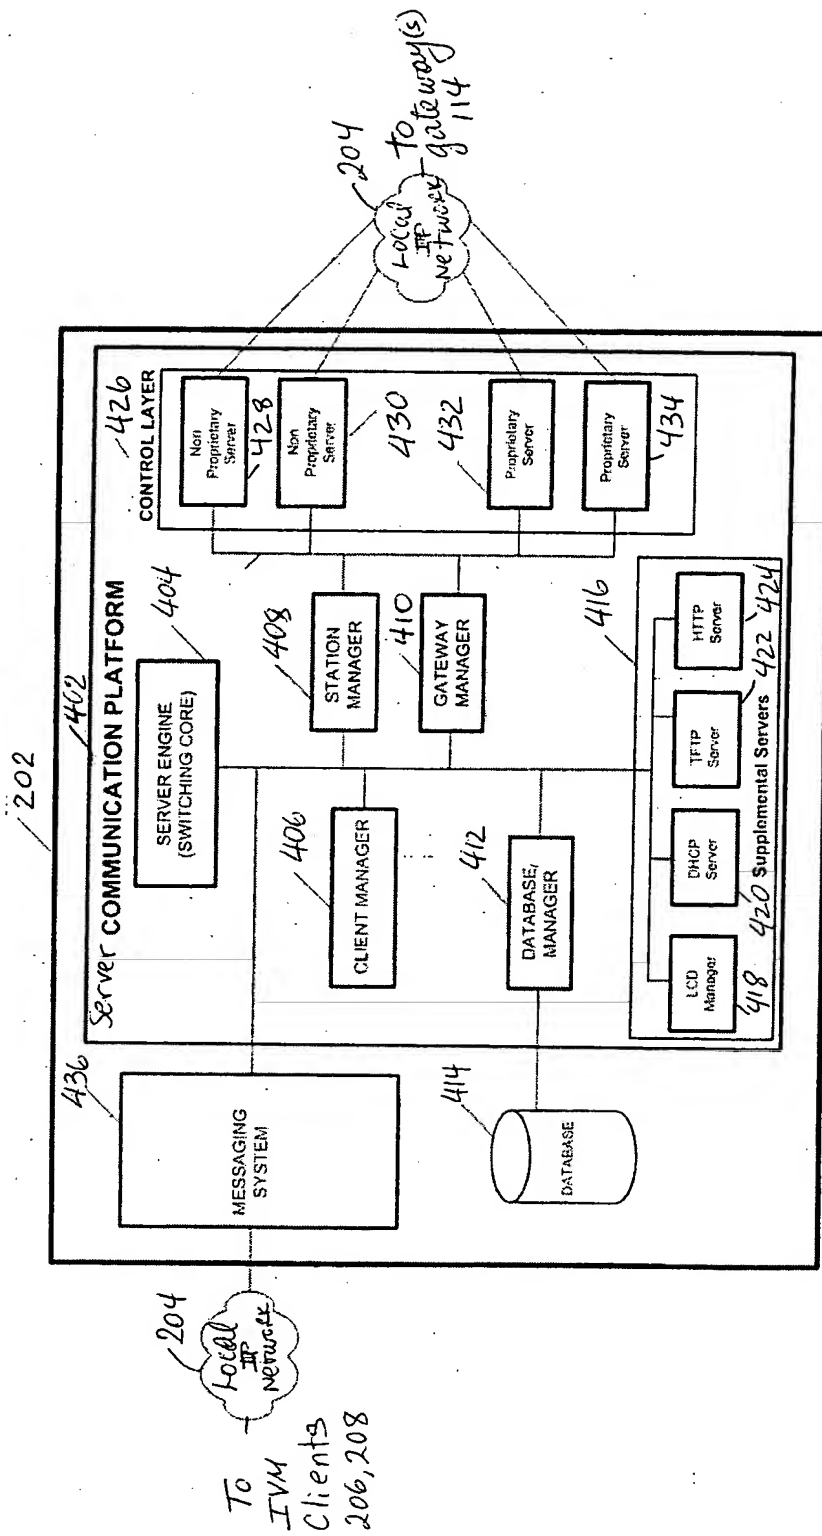 202
402
Server COMMUNICATION PLATFORM
436
MESSAGING
SYSTEM
204
Local
IP
Network
To
IVM
Clients
206, 208
414
DATABASE
404
SERVER ENGINE
(SWITCHING CORE)
406
CLIENT MANAGER
408
STATION
MANAGER
410
GATEWAY
MANAGER
412
DATABASE
MANAGER
416
418
LCD
Manager
420
DHCP
Server
422
TFTP
Server
424
HTTP
Server
Supplemental Servers
426
CONTROL LAYER
428
Non
Proprietary
Server
430
Non
Proprietary
Server
432
Proprietary
Server
434
Proprietary
Server
204
Local
IP
Network
To
gateway(s)
114